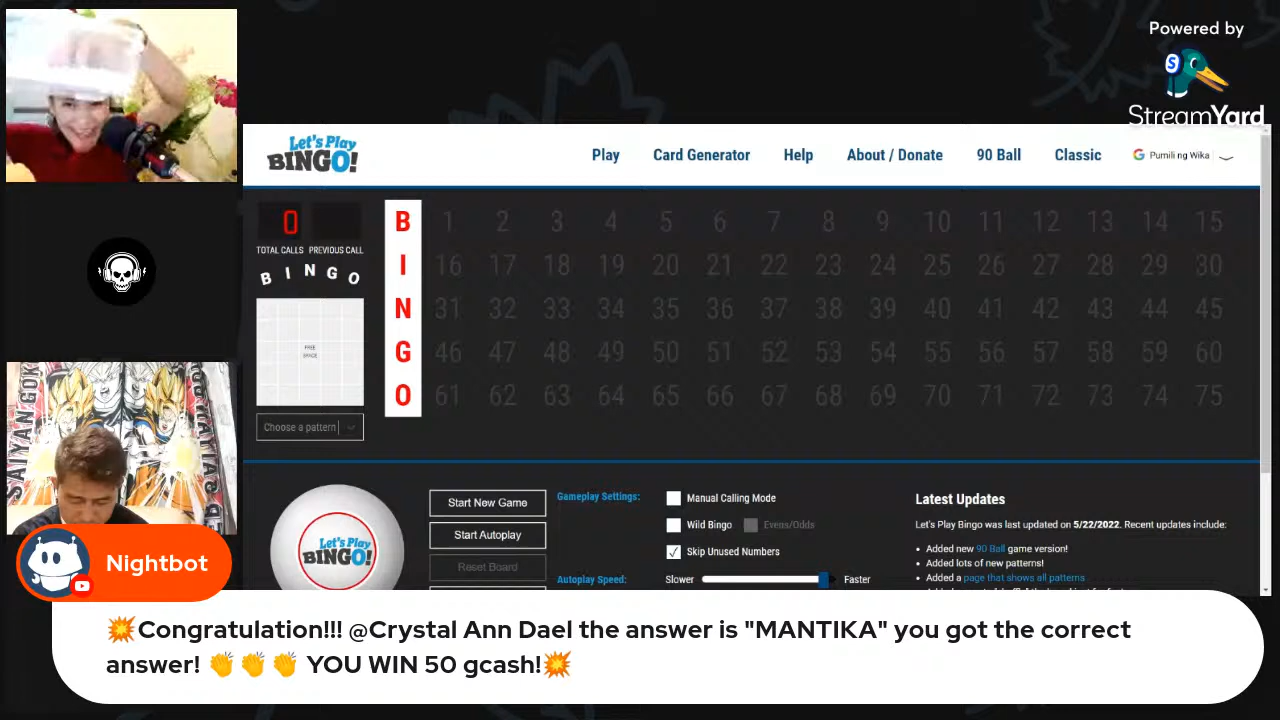 Powered by
StreamYard
Let's Play
BINGO!
Play
Card Generator
Help
About / Donate
90 Ball
Classic
G Pumili ng Wika
0
TOTAL CALLS PREVIOUS CALL
B I N G O
FREE
SPACE
Choose a pattern
B 1 2 3 4 5 6 7 8 9 10 11 12 13 14 15
I 16 17 18 19 20 21 22 23 24 25 26 27 28 29 30
N 31 32 33 34 35 36 37 38 39 40 41 42 43 44 45
G 46 47 48 49 50 51 52 53 54 55 56 57 58 59 60
O 61 62 63 64 65 66 67 68 69 70 71 72 73 74 75
SAIYAN GOK
Let's Play
BINGO!
Start New Game
Start Autoplay
Reset Board
Gameplay Settings:
Manual Calling Mode
Wild Bingo Evens/Odds
Skip Unused Numbers
Autoplay Speed:
Slower Faster
Latest Updates
Let's Play Bingo was last updated on 5/22/2022. Recent updates include:
• Added new 90 Ball game version!
• Added lots of new patterns!
• Added a page that shows all patterns
Nightbot
💥Congratulation!!! @Crystal Ann Dael the answer is "MANTIKA" you got the correct
answer! 👏👏👏 YOU WIN 50 gcash!💥